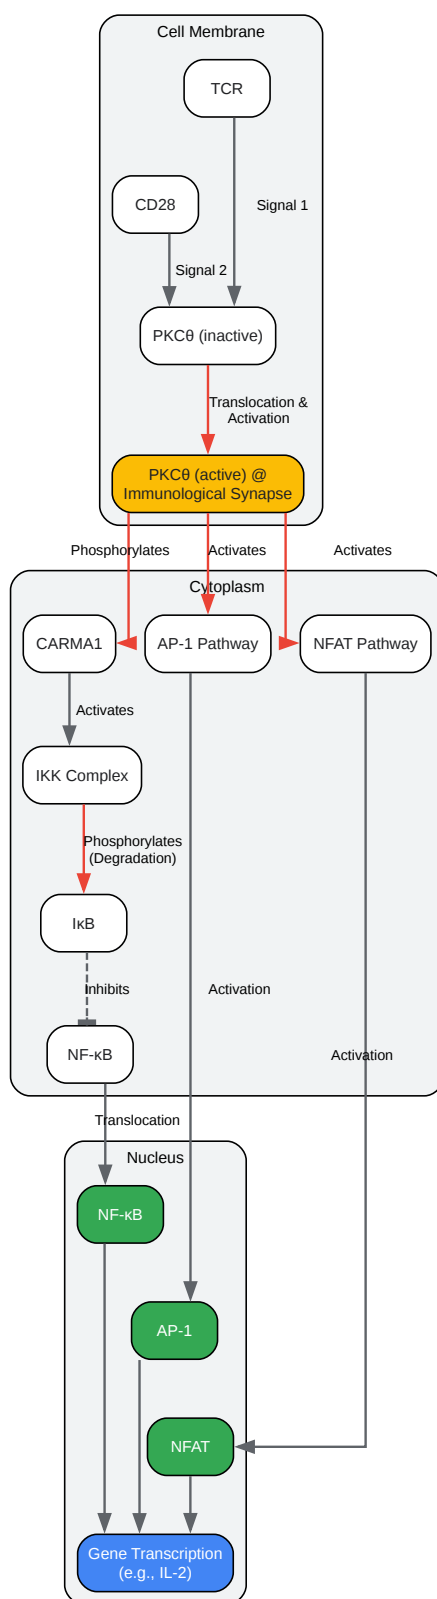 Cell Membrane
TCR
CD28
Signal 1
Signal 2
PKCθ (inactive)
Translocation &
Activation
PKCθ (active) @
Immunological Synapse
Phosphorylates
Activates
Activates
Cytoplasm
CARMA1
AP-1 Pathway
NFAT Pathway
Activates
IKK Complex
Phosphorylates
(Degradation)
IκB
Inhibits
Activation
NF-κB
Activation
Translocation
Nucleus
NF-κB
AP-1
NFAT
Gene Transcription
(e.g., IL-2)